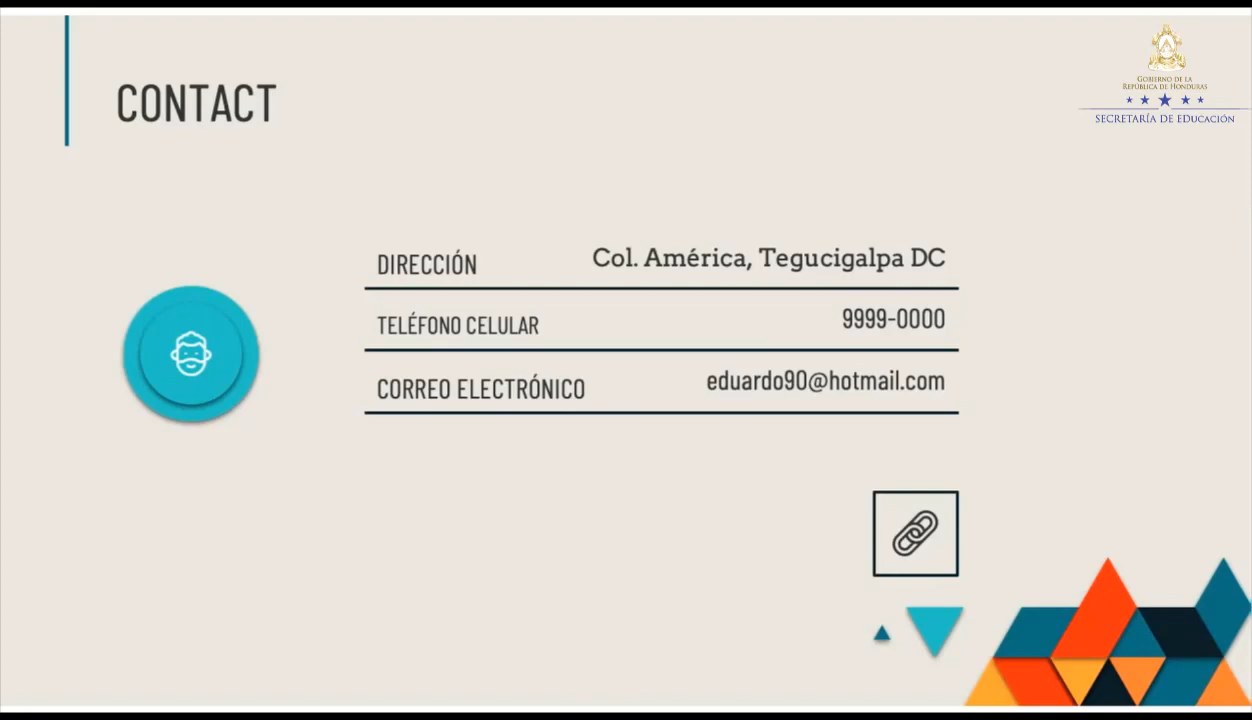 CONTACT
GOBIERNO DE LA
REPÚBLICA DE HONDURAS
SECRETARÍA DE EDUCACIÓN
DIRECCIÓN Col. América, Tegucigalpa DC
TELÉFONO CELULAR 9999-0000
CORREO ELECTRÓNICO eduardo90@hotmail.com